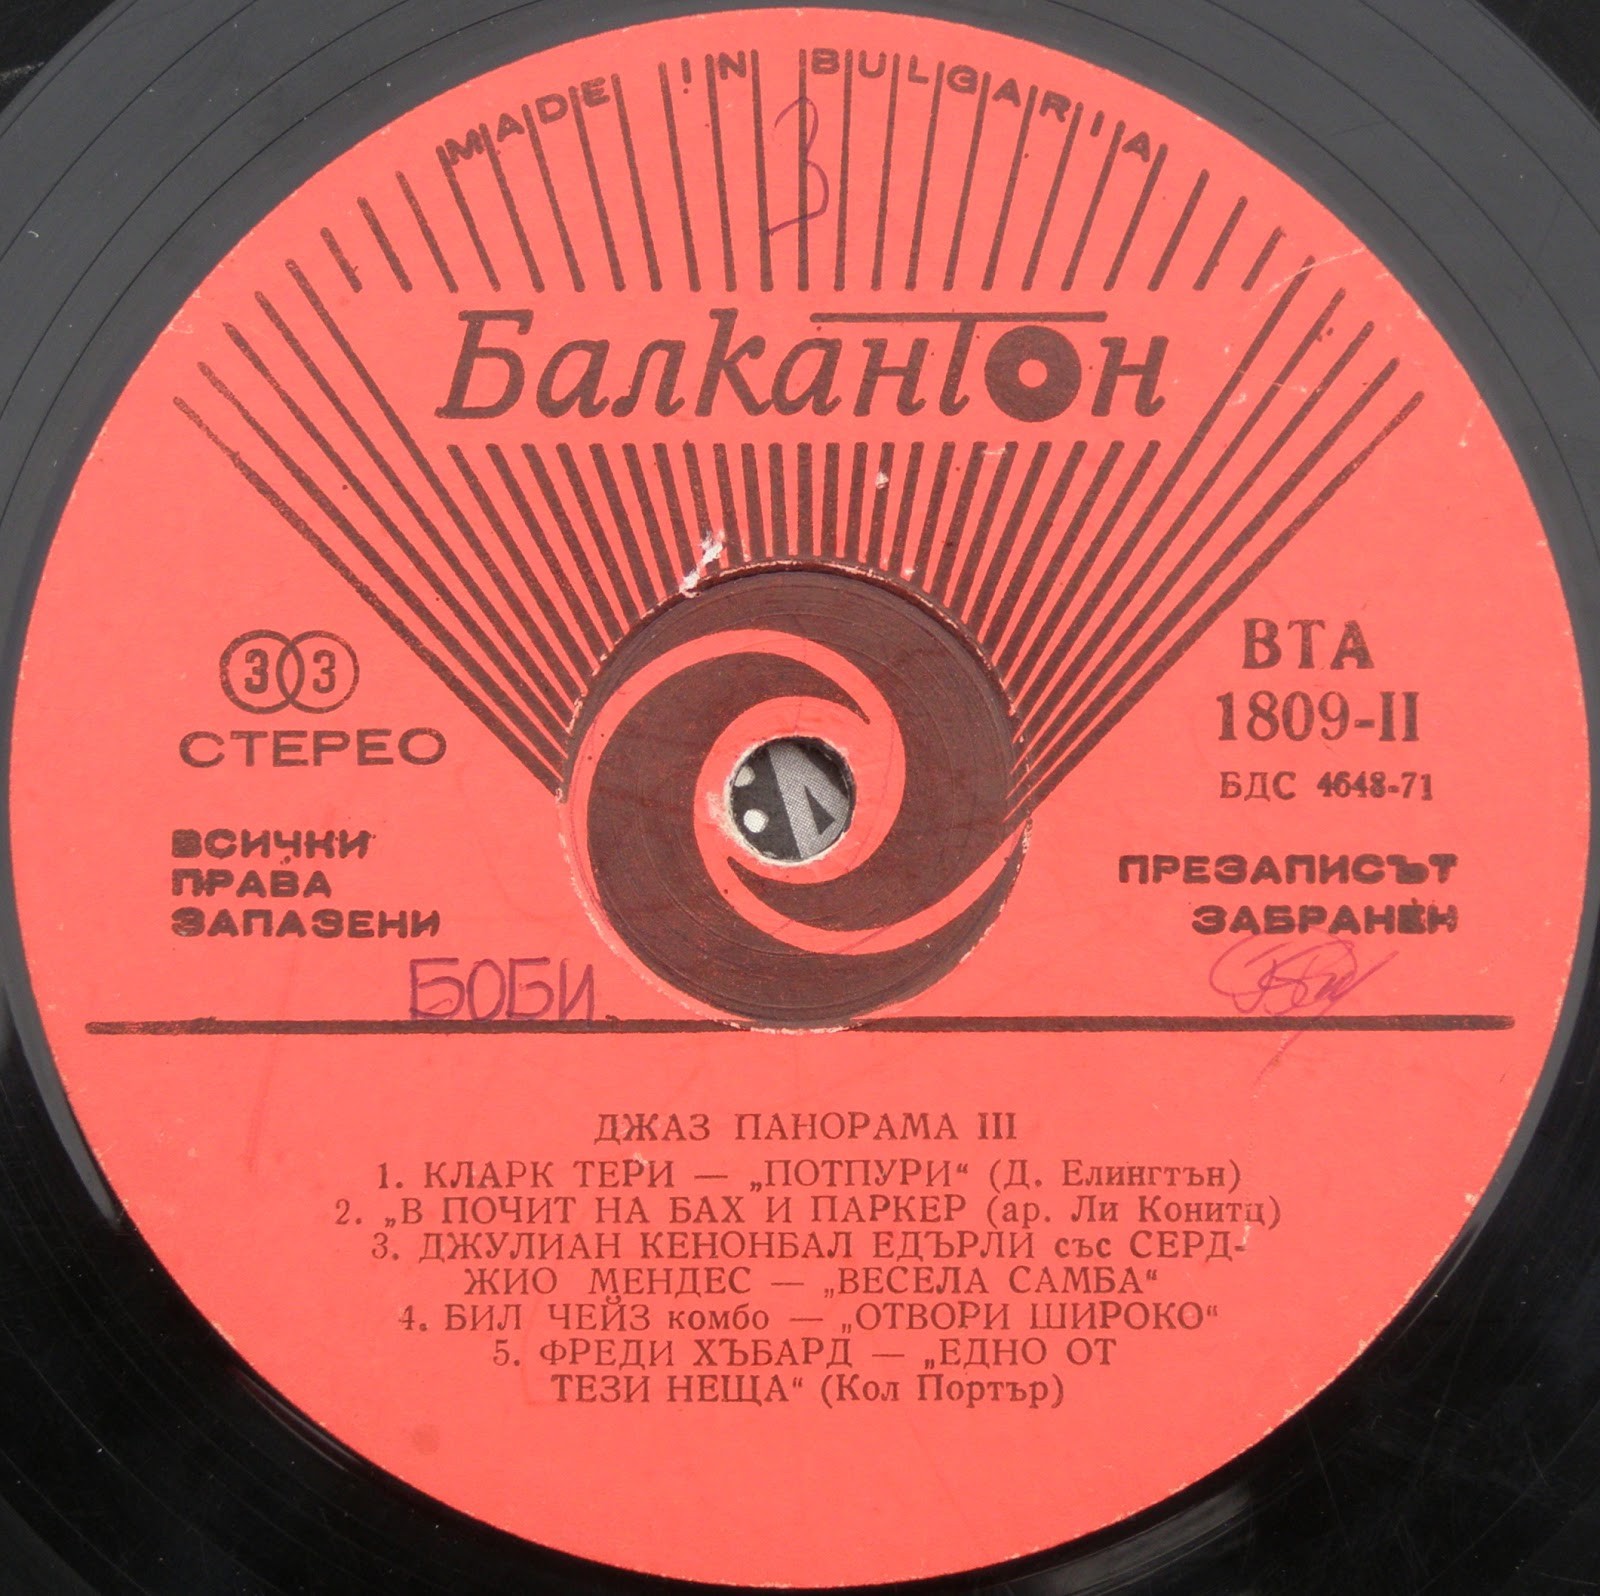 MADE IN BULGARIA
3
Балкантон
33
СТЕРЕО
ВТА
1809-II
БДС 4648-71
ВСИЧКИ
ПРАВА
ЗАПАЗЕНИ
ПРЕЗАПИСЪТ
ЗАБРАНЕН
БОБИ
ДЖАЗ ПАНОРАМА III
1. КЛАРК ТЕРИ — „ПОТПУРИ“ (Д. Елингтън)
2. „В ПОЧИТ НА БАХ И ПАРКЕР (ар. Ли Конитц)
3. ДЖУЛИАН КЕНОНБАЛ ЕДЪРЛИ със СЕРД-
ЖИО МЕНДЕС — „ВЕСЕЛА САМБА“
4. БИЛ ЧЕЙЗ комбо — „ОТВОРИ ШИРОКО“
5. ФРЕДИ ХЪБАРД — „ЕДНО ОТ
ТЕЗИ НЕЩА“ (Кол Портър)